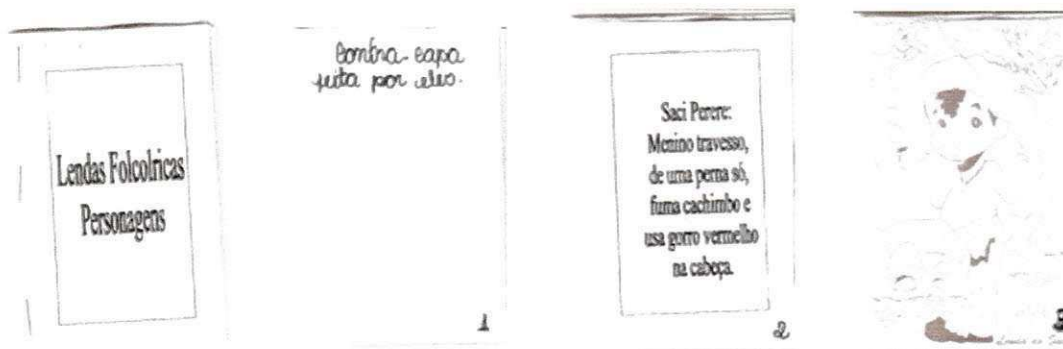 Lendas Folcolricas
Personagens
Contra-capa
feita por eles.
1
Saci Perere:
Menino travesso,
de uma perna só,
fuma cachimbo e
usa gorro vermelho
na cabeça.
2
3